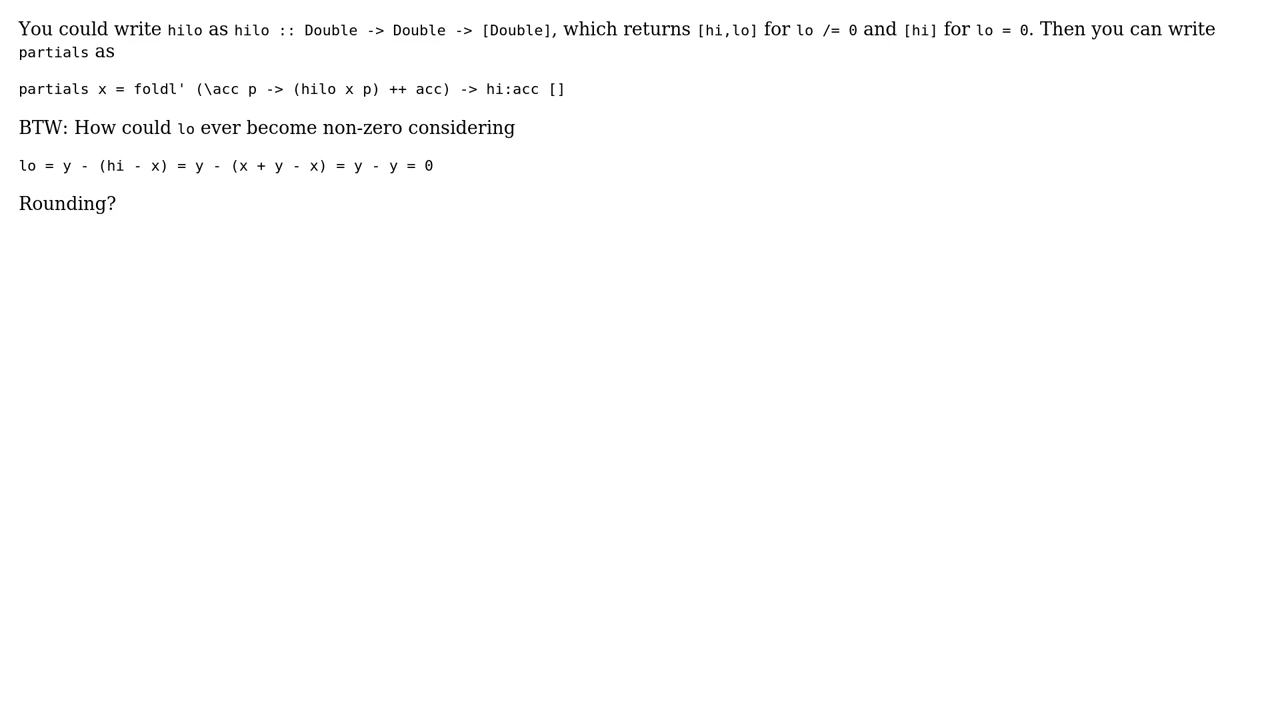 You could write hilo as hilo :: Double -> Double -> [Double], which returns [hi,lo] for lo /= 0 and [hi] for lo = 0. Then you can write
partials as
partials x = foldl' (\acc p -> (hilo x p) ++ acc) -> hi:acc []
BTW: How could lo ever become non-zero considering
lo = y - (hi - x) = y - (x + y - x) = y - y = 0
Rounding?